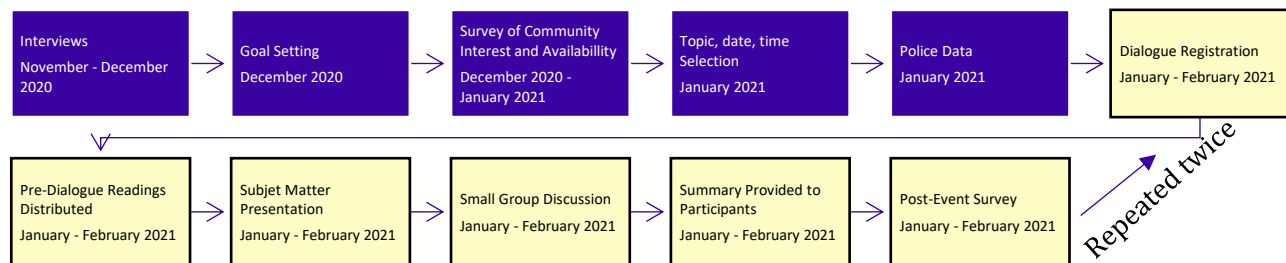 Interviews
November - December
2020
Goal Setting
December 2020
Survey of Community
Interest and Availabillity
December 2020 -
January 2021
Topic, date, time
Selection
January 2021
Police Data
January 2021
Dialogue Registration
January - February 2021
Pre-Dialogue Readings
Distributed
January - February 2021
Subjet Matter
Presentation
January - February 2021
Small Group Discussion
January - February 2021
Summary Provided to
Participants
January - February 2021
Post-Event Survey
January - February 2021
Repeated twice